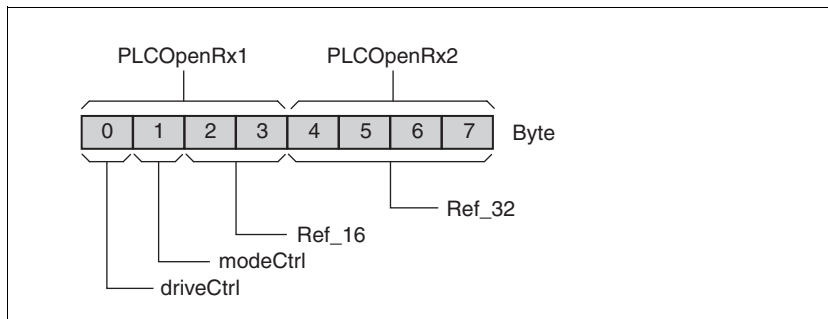 PLCOpenRx1 PLCOpenRx2
0 1 2 3 4 5 6 7 Byte
Ref_32
Ref_16
modeCtrl
driveCtrl